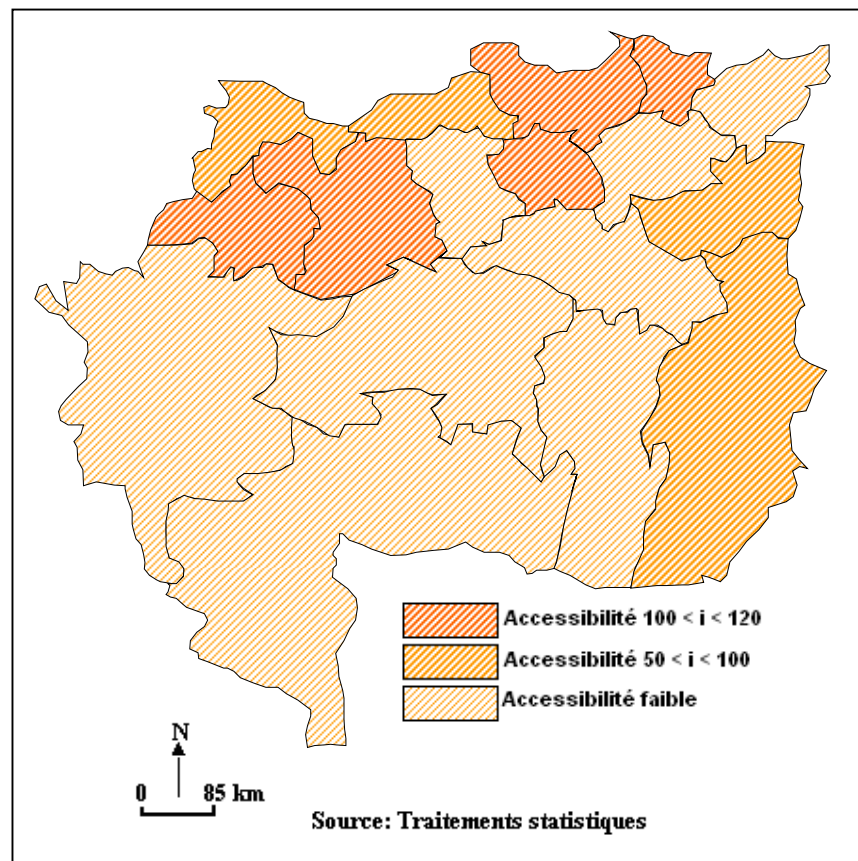 Accessibilité 100 < i < 120
Accessibilité 50 < i < 100
Accessibilité faible
N
0 85 km
Source: Traitements statistiques